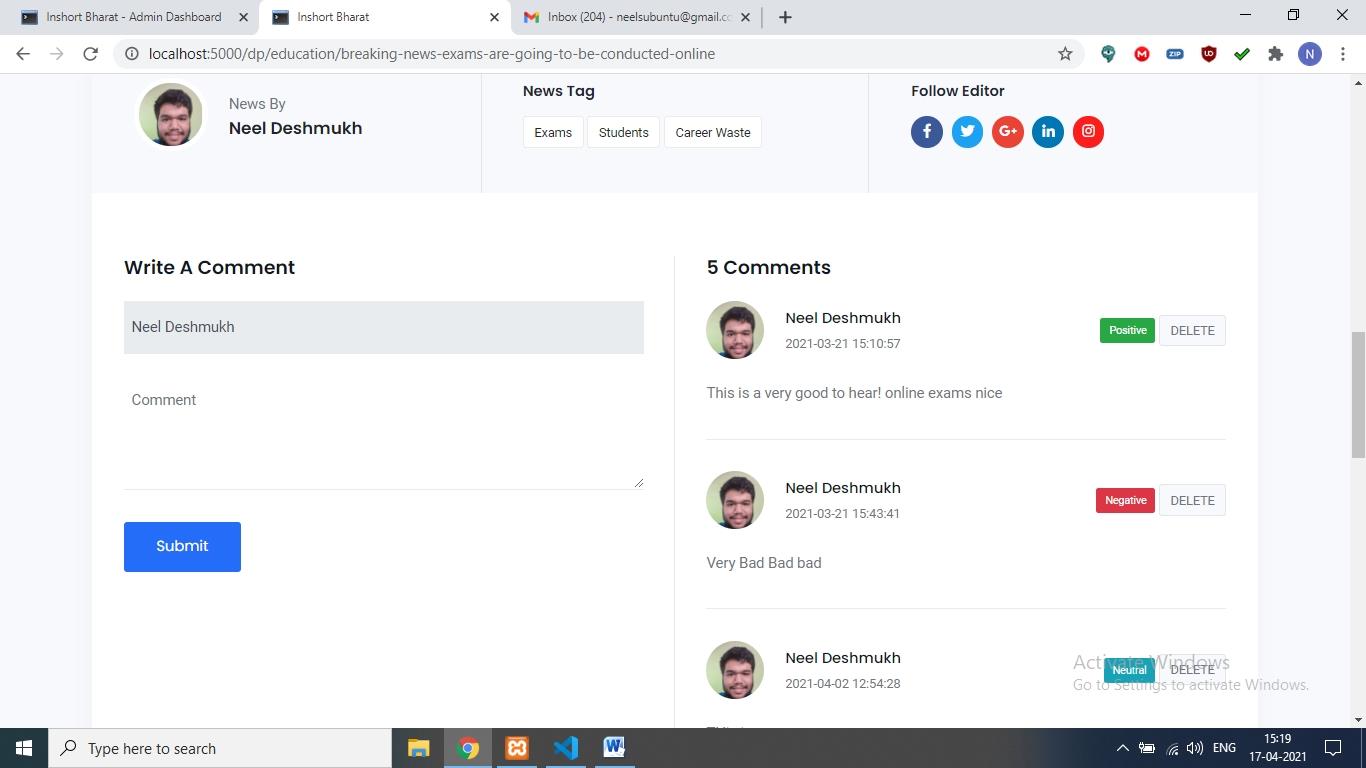 Inshort Bharat - Admin Dashboard
Inshort Bharat
Inbox (204) - neelsubuntu@gmail.cc
localhost:5000/dp/education/breaking-news-exams-are-going-to-be-conducted-online
ZIP
N
News By
Neel Deshmukh
News Tag
Exams
Students
Career Waste
Follow Editor
Write A Comment
Neel Deshmukh
Comment
Submit
5 Comments
Neel Deshmukh
2021-03-21 15:10:57
Positive
DELETE
This is a very good to hear! online exams nice
Neel Deshmukh
2021-03-21 15:43:41
Negative
DELETE
Very Bad Bad bad
Neel Deshmukh
2021-04-02 12:54:28
Neutral
DELETE
Activate Windows
Go to Settings to activate Windows.
Type here to search
ENG
15:19
17-04-2021